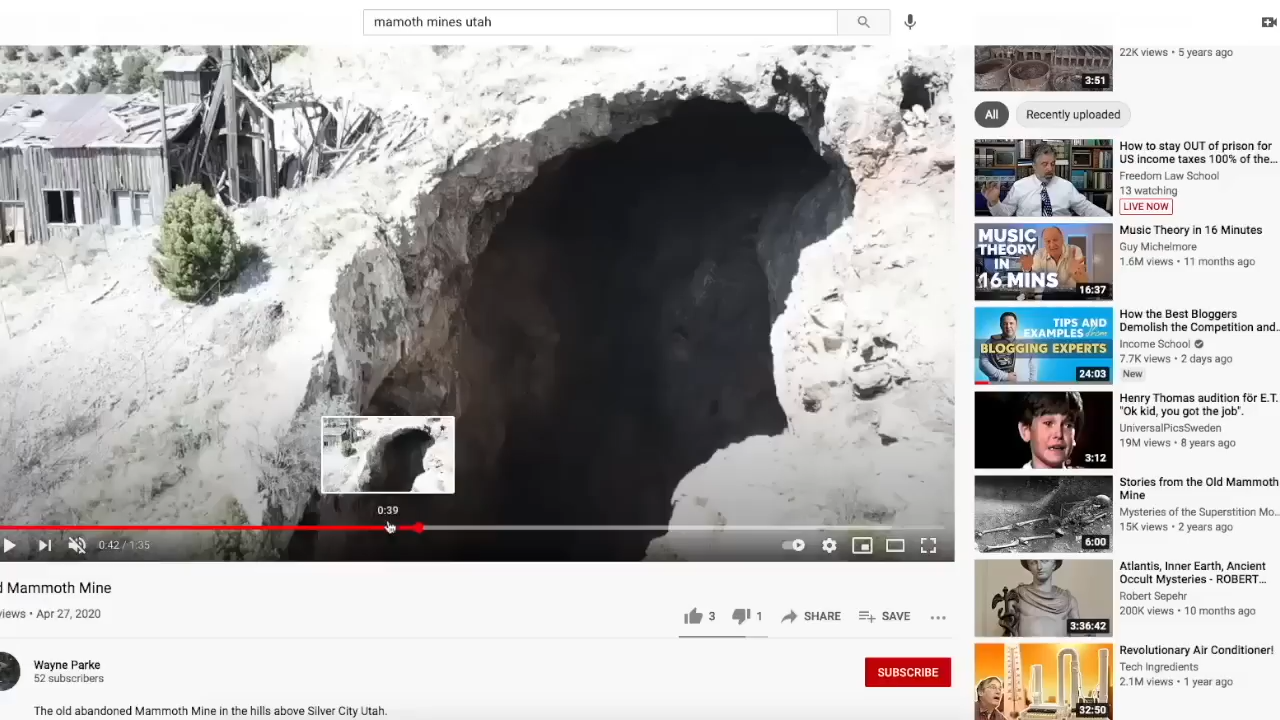 mamoth mines utah
22K views • 5 years ago
3:51
All
Recently uploaded
How to stay OUT of prison for
US income taxes 100% of the...
Freedom Law School
13 watching
LIVE NOW
MUSIC
THEORY
IN
16 MINS
16:37
Music Theory in 16 Minutes
Guy Michelmore
1.6M views • 11 months ago
TIPS AND
EXAMPLES from
BLOGGING EXPERTS
24:03
How the Best Bloggers
Demolish the Competition and...
Income School
7.7K views • 2 days ago
New
3:12
Henry Thomas audition för E.T.
"Ok kid, you got the job".
UniversalPicsSweden
19M views • 8 years ago
6:00
Stories from the Old Mammoth
Mine
Mysteries of the Superstition Mo...
15K views • 2 years ago
3:36:42
Atlantis, Inner Earth, Ancient
Occult Mysteries - ROBERT...
Robert Sepehr
200K views • 10 months ago
32:50
Revolutionary Air Conditioner!
Tech Ingredients
2.1M views • 1 year ago
0:39
0:42 / 1:35
d Mammoth Mine
views • Apr 27, 2020
3
1
SHARE
SAVE
Wayne Parke
52 subscribers
SUBSCRIBE
The old abandoned Mammoth Mine in the hills above Silver City Utah.